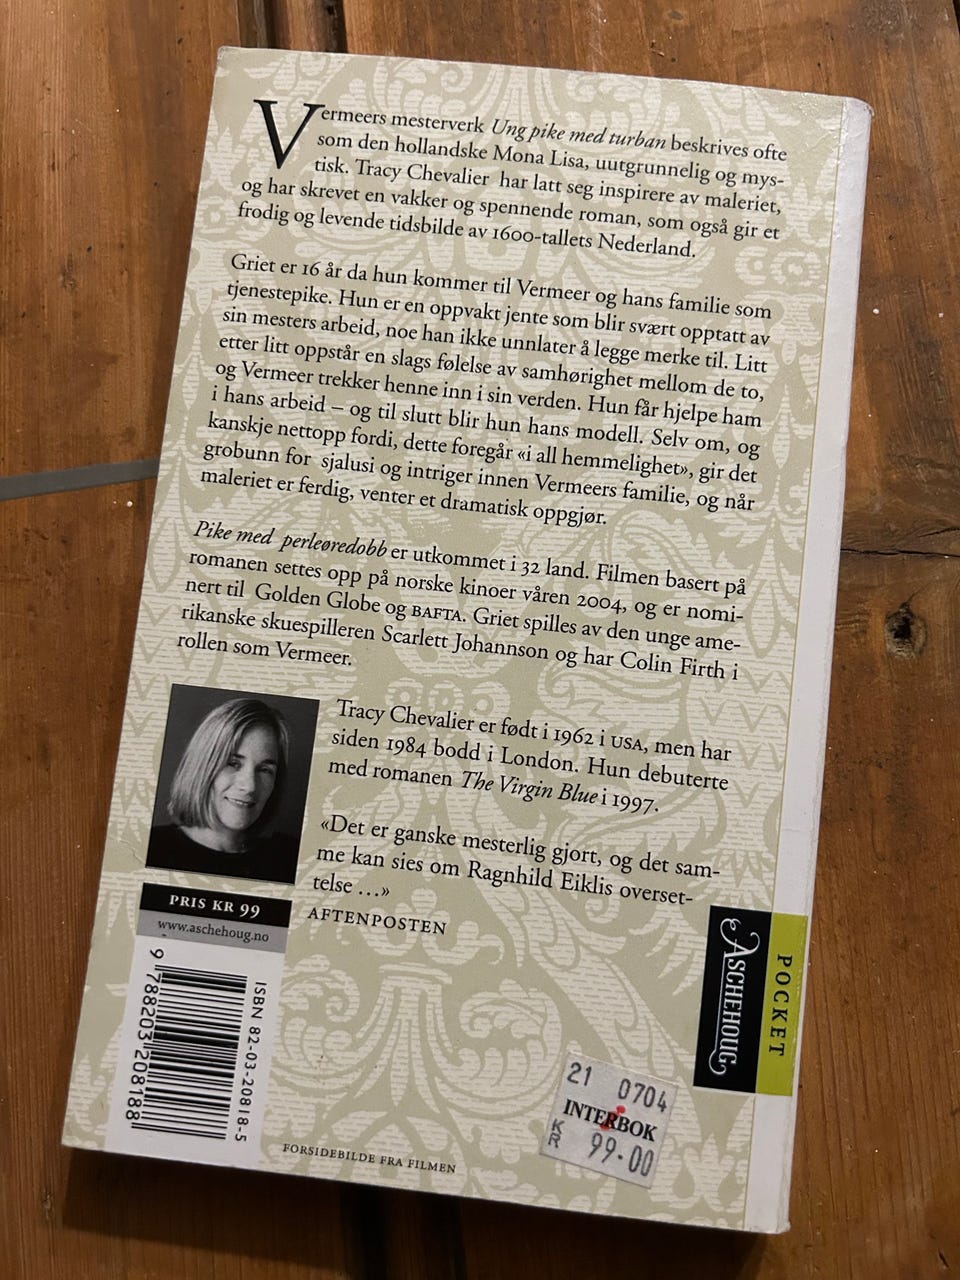 Vermeers mesterverk Ung pike med turban beskrives ofte
som den hollandske Mona Lisa, uutgrunnelig og mys-
tisk. Tracy Chevalier har latt seg inspirere av maleriet,
og har skrevet en vakker og spennende roman, som også gir et
frodig og levende tidsbilde av 1600-tallets Nederland.
Griet er 16 år da hun kommer til Vermeer og hans familie som
tjenestepike. Hun er en oppvakt jente som blir svært opptatt av
sin mesters arbeid, noe han ikke unnlater å legge merke til. Litt
etter litt oppstår en slags følelse av samhørighet mellom de to,
og Vermeer trekker henne inn i sin verden. Hun får hjelpe ham
i hans arbeid – og til slutt blir hun hans modell. Selv om, og
kanskje nettopp fordi, dette foregår «i all hemmelighet», gir det
grobunn for sjalusi og intriger innen Vermeers familie, og når
maleriet er ferdig, venter et dramatisk oppgjør.
Pike med perleøredobb er utkommet i 32 land. Filmen basert på
romanen settes opp på norske kinoer våren 2004, og er nomi-
nert til Golden Globe og BAFTA. Griet spilles av den unge ame-
rikanske skuespilleren Scarlett Johannson og har Colin Firth i
rollen som Vermeer.
Tracy Chevalier er født i 1962 i USA, men har
siden 1984 bodd i London. Hun debuterte
med romanen The Virgin Blue i 1997.
«Det er ganske mesterlig gjort, og det sam-
me kan sies om Ragnhild Eiklis overset-
telse ...»
AFTENPOSTEN
PRIS KR 99
www.aschehoug.no
ISBN 82-03-20818-5
9 788203 208188
FORSIDEBILDE FRA FILMEN
ASCHEHOUG
POCKET
21 0704
INTERBOK
KR 99.00